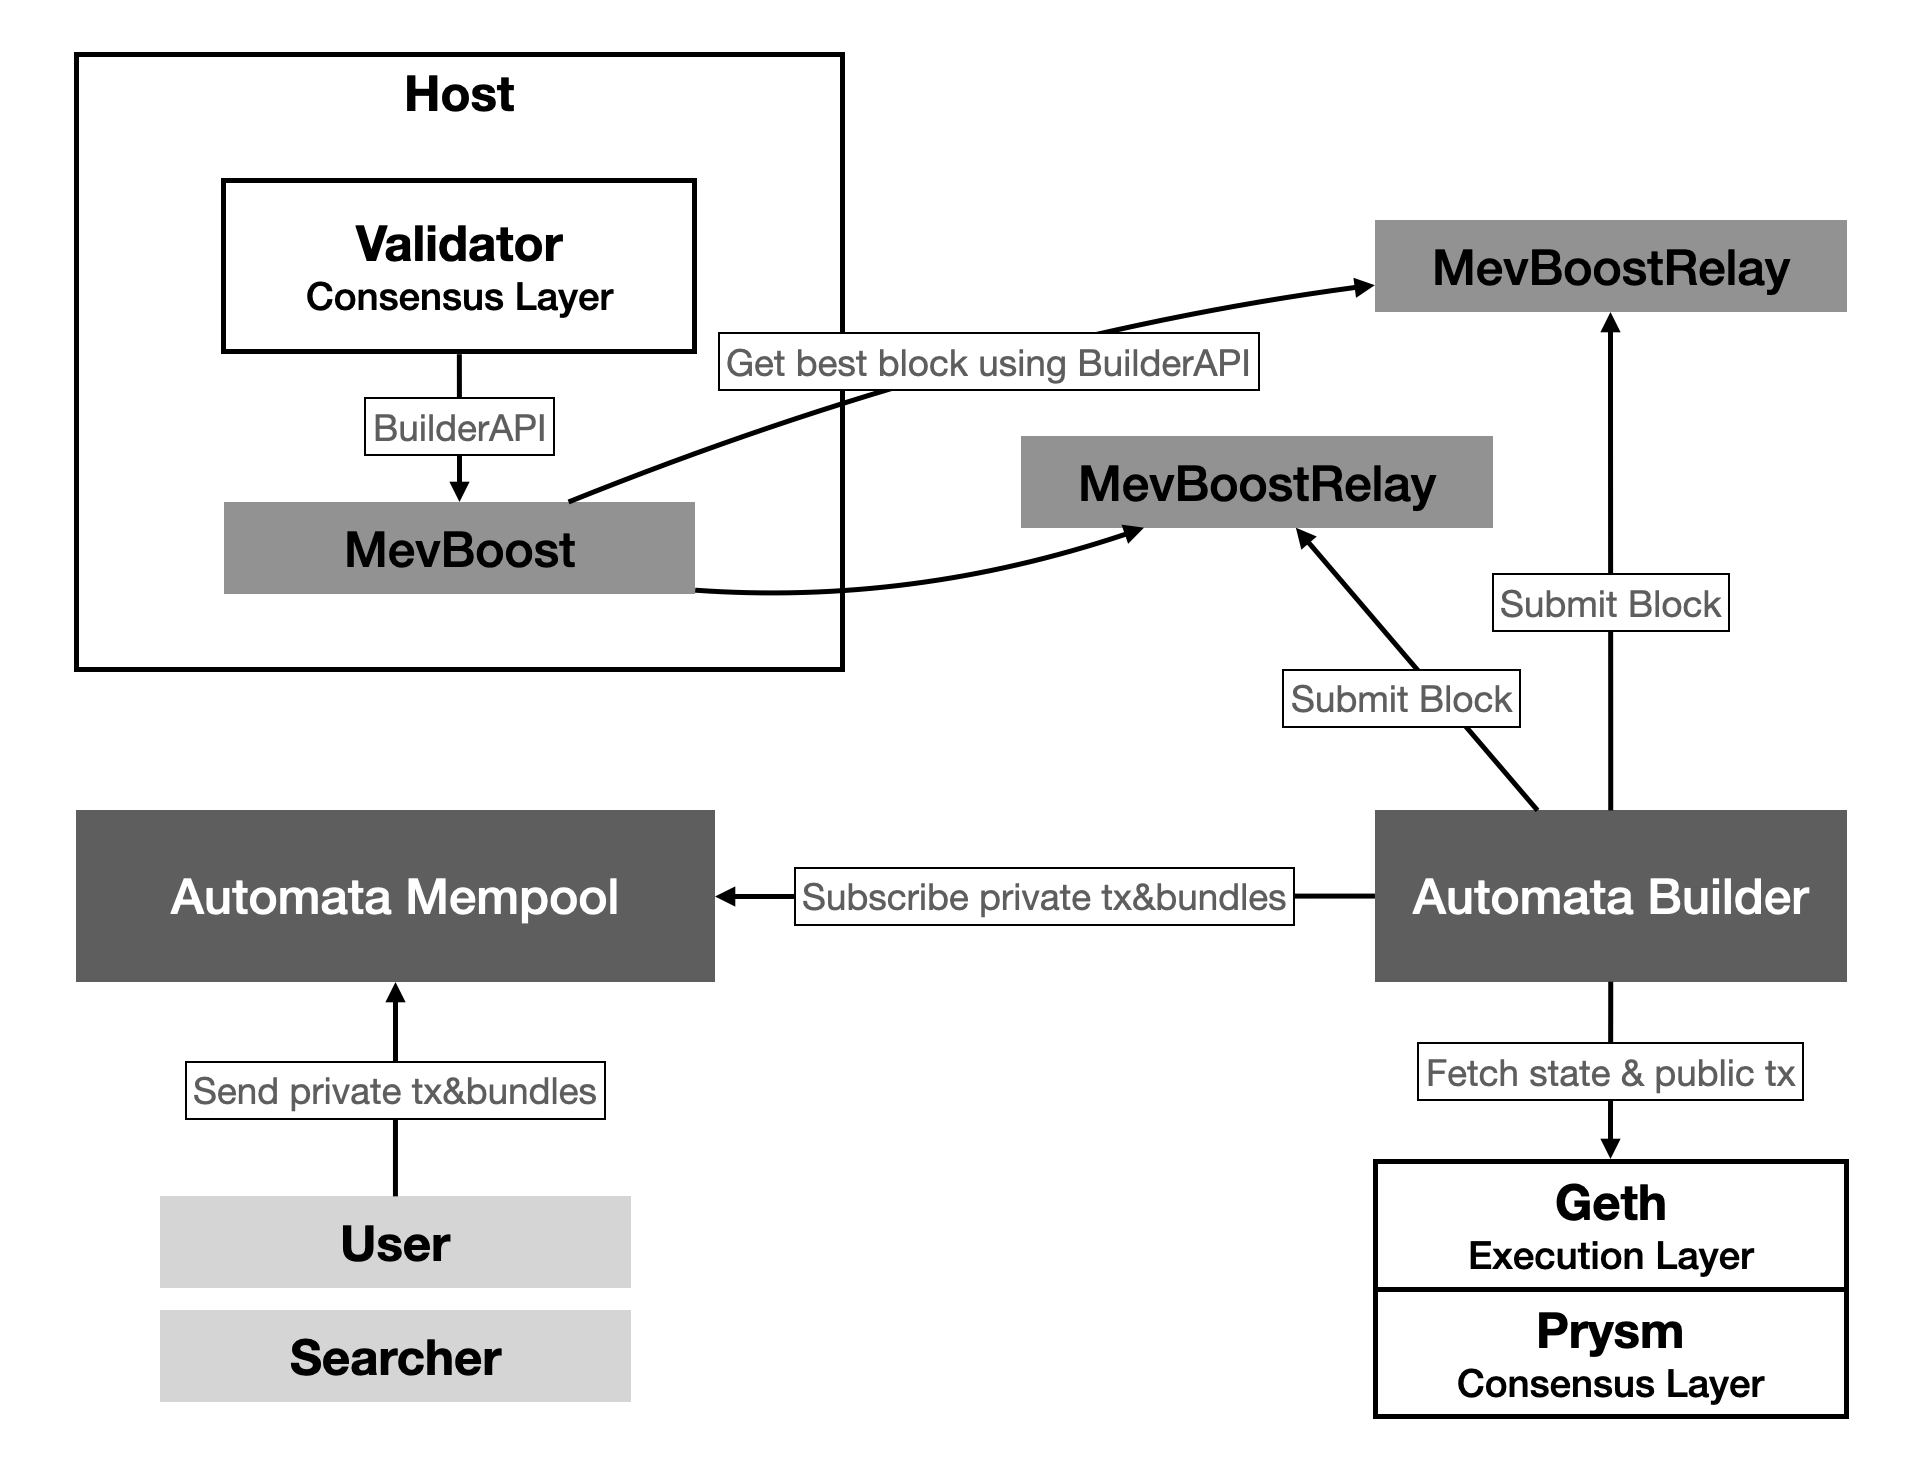 Host
Validator
Consensus Layer
BuilderAPI
MevBoost
Get best block using BuilderAPI
MevBoostRelay
MevBoostRelay
Submit Block
Submit Block
Automata Mempool
Subscribe private tx&bundles
Automata Builder
Send private tx&bundles
Fetch state & public tx
User
Searcher
Geth
Execution Layer
Prysm
Consensus Layer